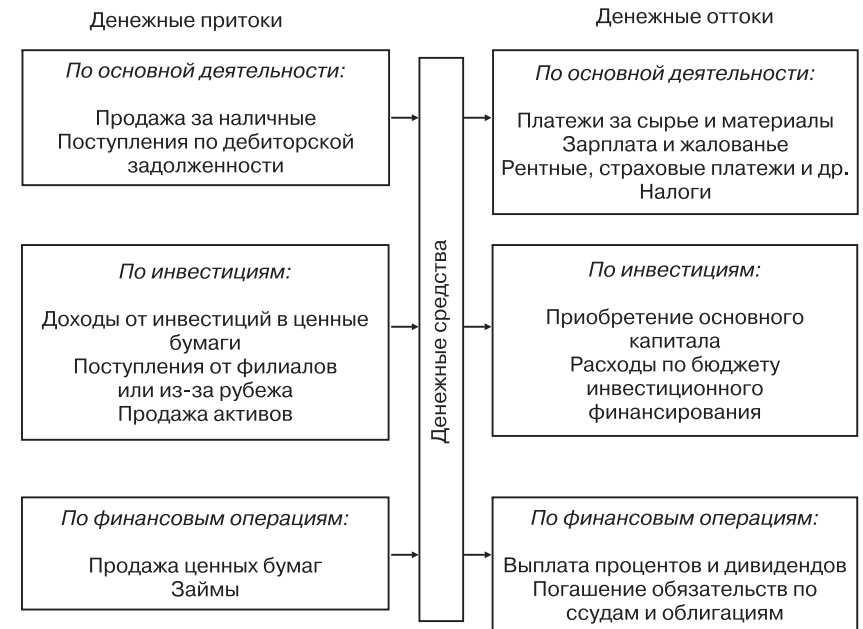 Денежные притоки
Денежные оттоки
По основной деятельности:
Продажа за наличные
Поступления по дебиторской
задолженности
Денежные средства
По основной деятельности:
Платежи за сырье и материалы
Зарплата и жалованье
Рентные, страховые платежи и др.
Налоги
По инвестициям:
Доходы от инвестиций в ценные
бумаги
Поступления от филиалов
или из-за рубежа
Продажа активов
По инвестициям:
Приобретение основного
капитала
Расходы по бюджету
инвестиционного
финансирования
По финансовым операциям:
Продажа ценных бумаг
Займы
По финансовым операциям:
Выплата процентов и дивидендов
Погашение обязательств по
ссудам и облигациям